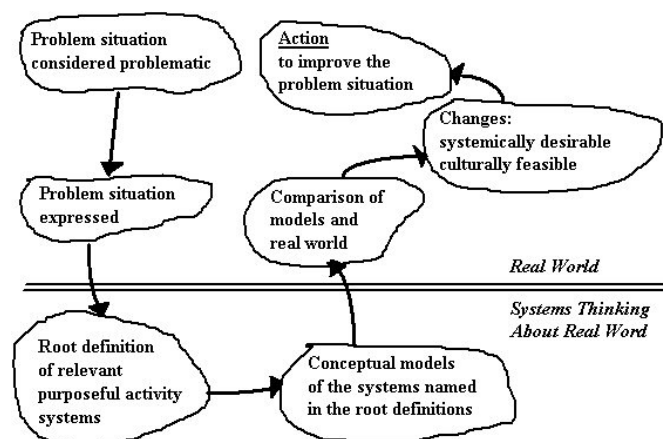 Problem situation
considered problematic
Problem situation
expressed
Root definition
of relevant
purposeful activity
systems
Conceptual models
of the systems named
in the root definitions
Comparison of
models and
real world
Changes:
systemically desirable
culturally feasible
Action
to improve the
problem situation
Real World
Systems Thinking
About Real Word